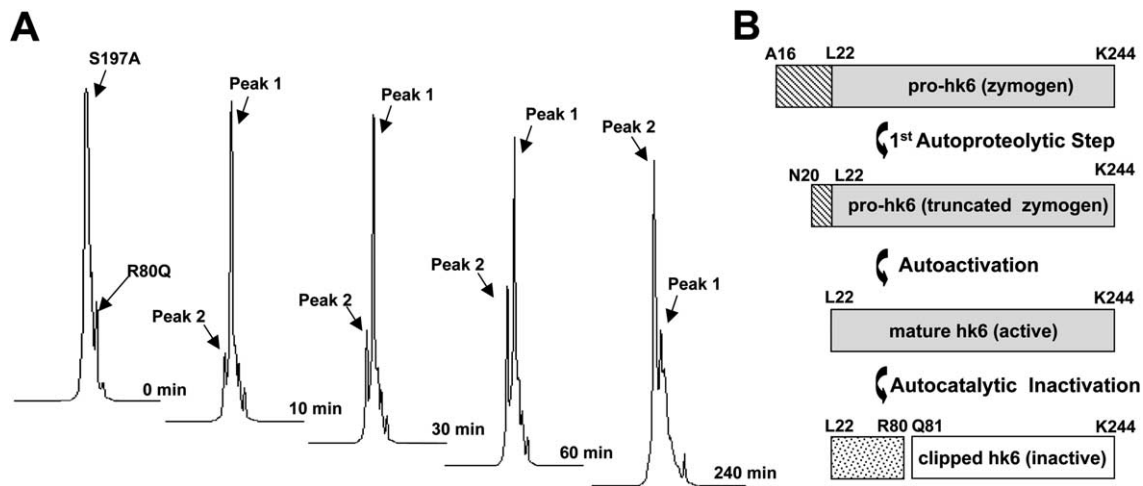 A
S197A
R80Q
0 min
Peak 1
Peak 2
10 min
Peak 1
Peak 2
30 min
Peak 1
Peak 2
60 min
Peak 2
Peak 1
240 min
B
A16 L22 K244
pro-hk6 (zymogen)
1st Autoproteolytic Step
N20 L22 K244
pro-hk6 (truncated zymogen)
Autoactivation
L22 K244
mature hk6 (active)
Autocatalytic Inactivation
L22 R80 Q81 K244
clipped hk6 (inactive)